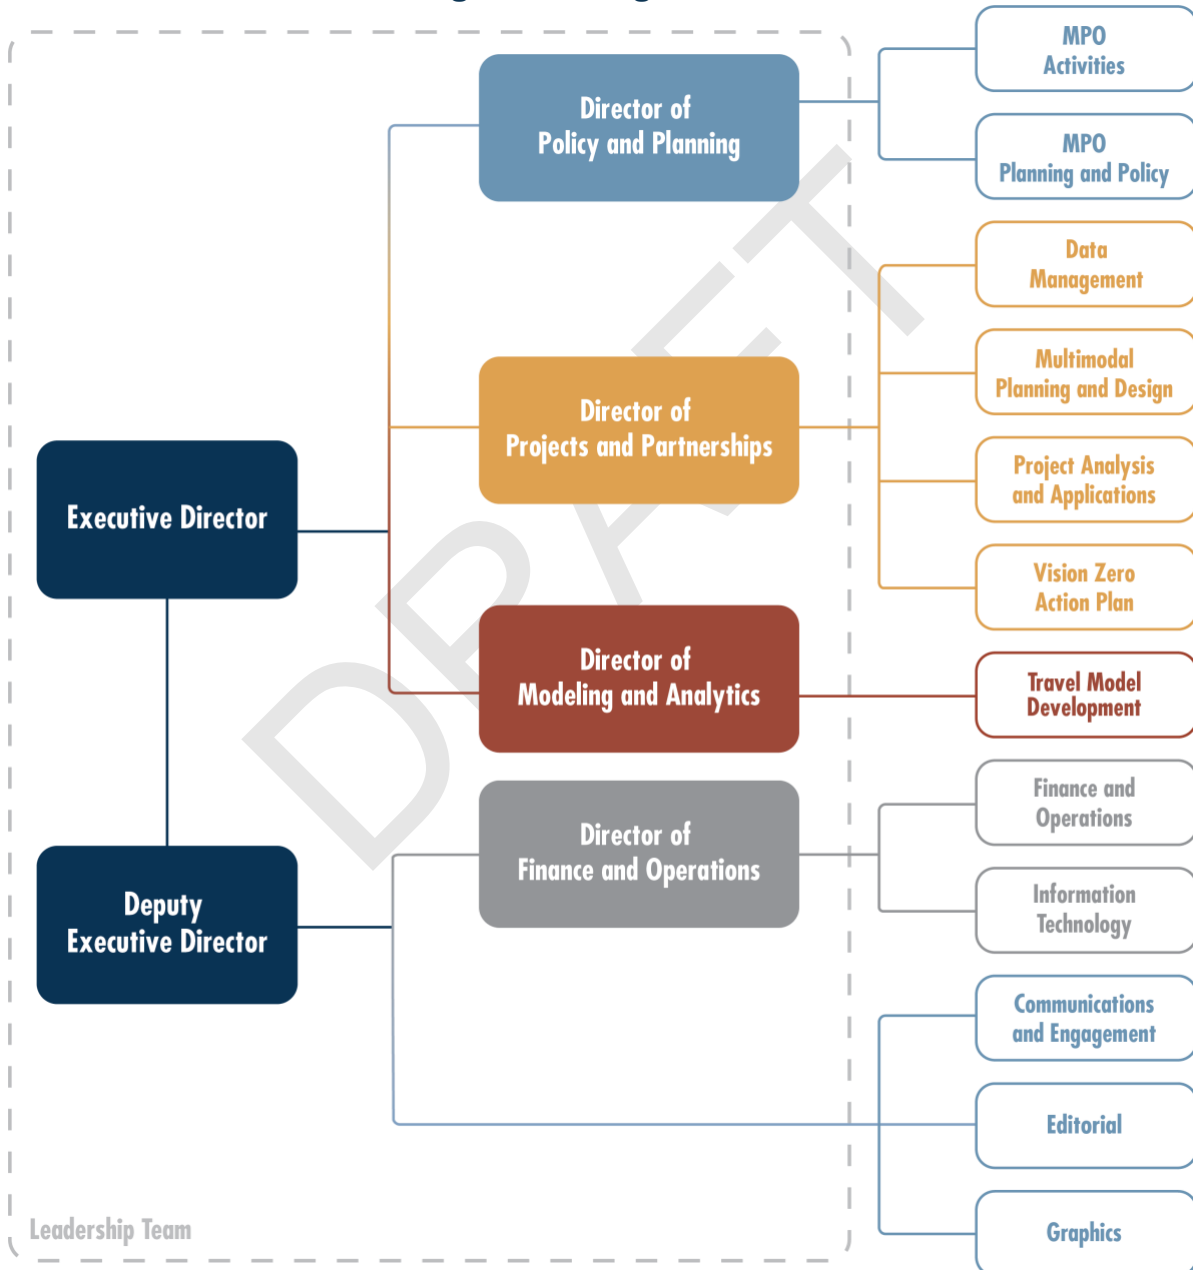 Director of
Policy and Planning
MPO
Activities
MPO
Planning and Policy
Director of
Projects and Partnerships
Data
Management
Multimodal
Planning and Design
Project Analysis
and Applications
Vision Zero
Action Plan
Executive Director
Director of
Modeling and Analytics
Travel Model
Development
Deputy
Executive Director
Director of
Finance and Operations
Finance and
Operations
Information
Technology
Communications
and Engagement
Editorial
Graphics
Leadership Team
DRAFT